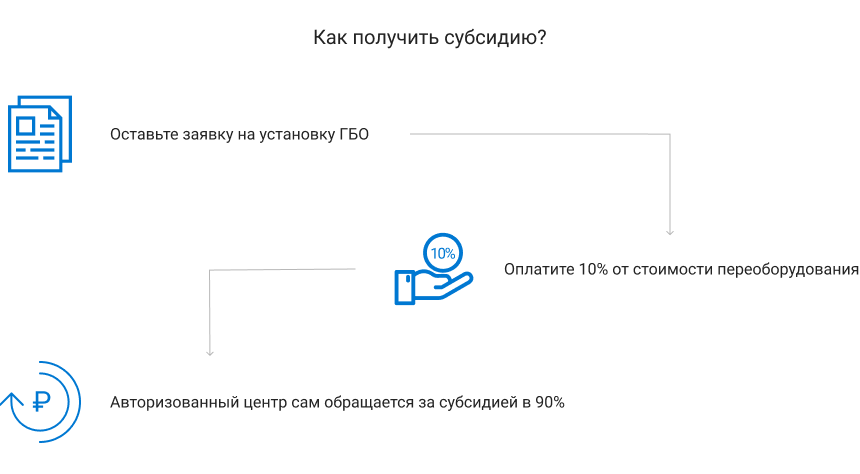 Как получить субсидию?
Оставьте заявку на установку ГБО
10%
Оплатите 10% от стоимости переоборудования
₽
Авторизованный центр сам обращается за субсидией в 90%